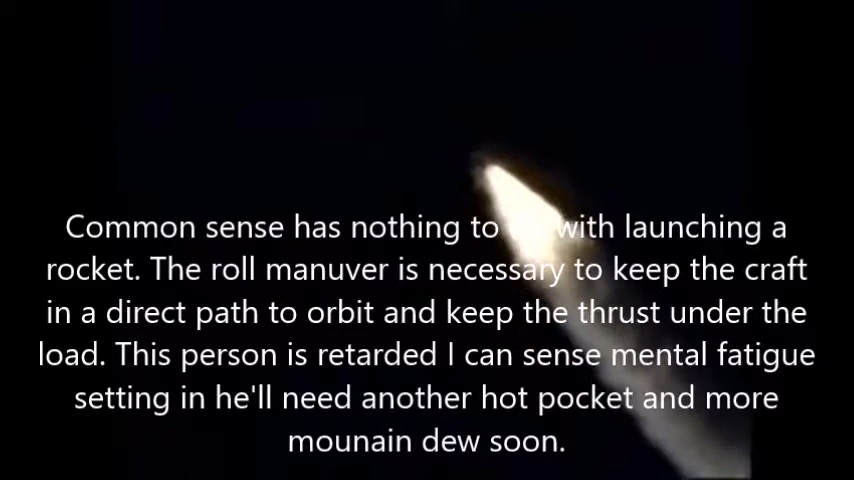 Common sense has nothing to with launching a
rocket. The roll manuver is necessary to keep the craft
in a direct path to orbit and keep the thrust under the
load. This person is retarded I can sense mental fatigue
setting in he'll need another hot pocket and more
mounain dew soon.